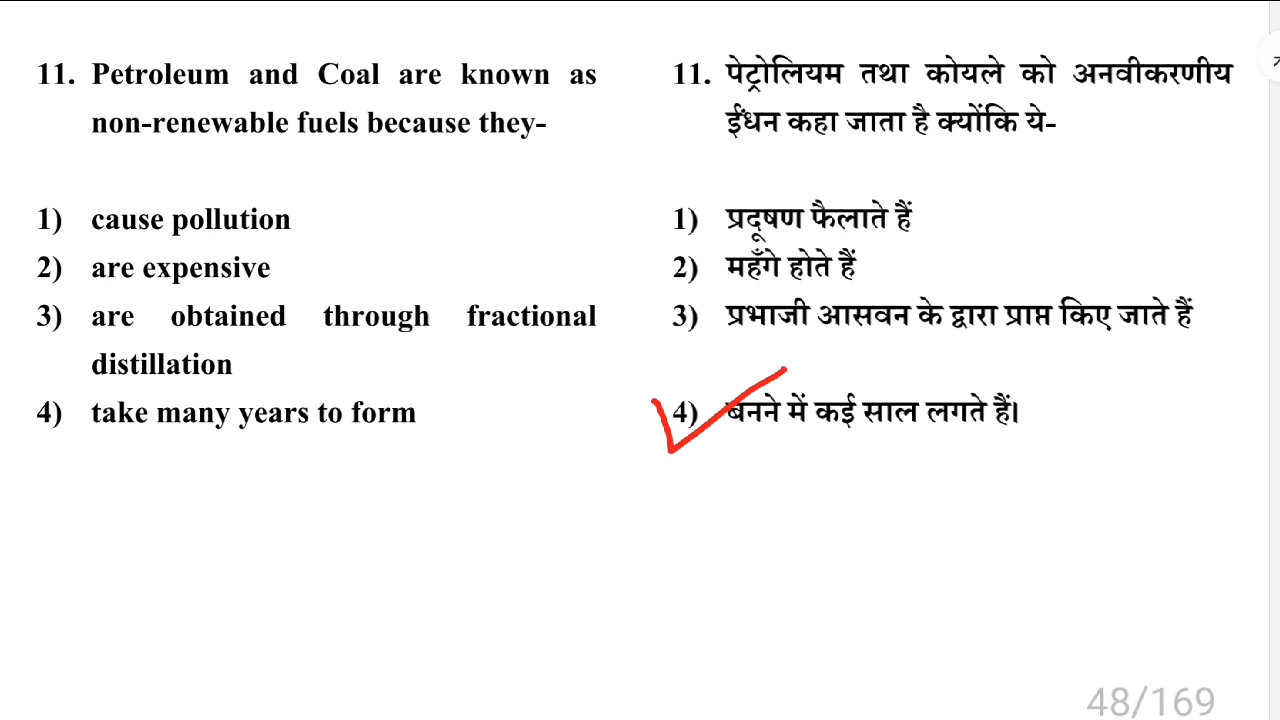 11. Petroleum and Coal are known as
non-renewable fuels because they-
1) cause pollution
2) are expensive
3) are obtained through fractional
distillation
4) take many years to form
11. पेट्रोलियम तथा कोयले को अनवीकरणीय
ईंधन कहा जाता है क्योंकि ये-
1) प्रदूषण फैलाते हैं
2) महँगे होते हैं
3) प्रभाजी आसवन के द्वारा प्राप्त किए जाते हैं
4) बनने में कई साल लगते हैं।
48/169